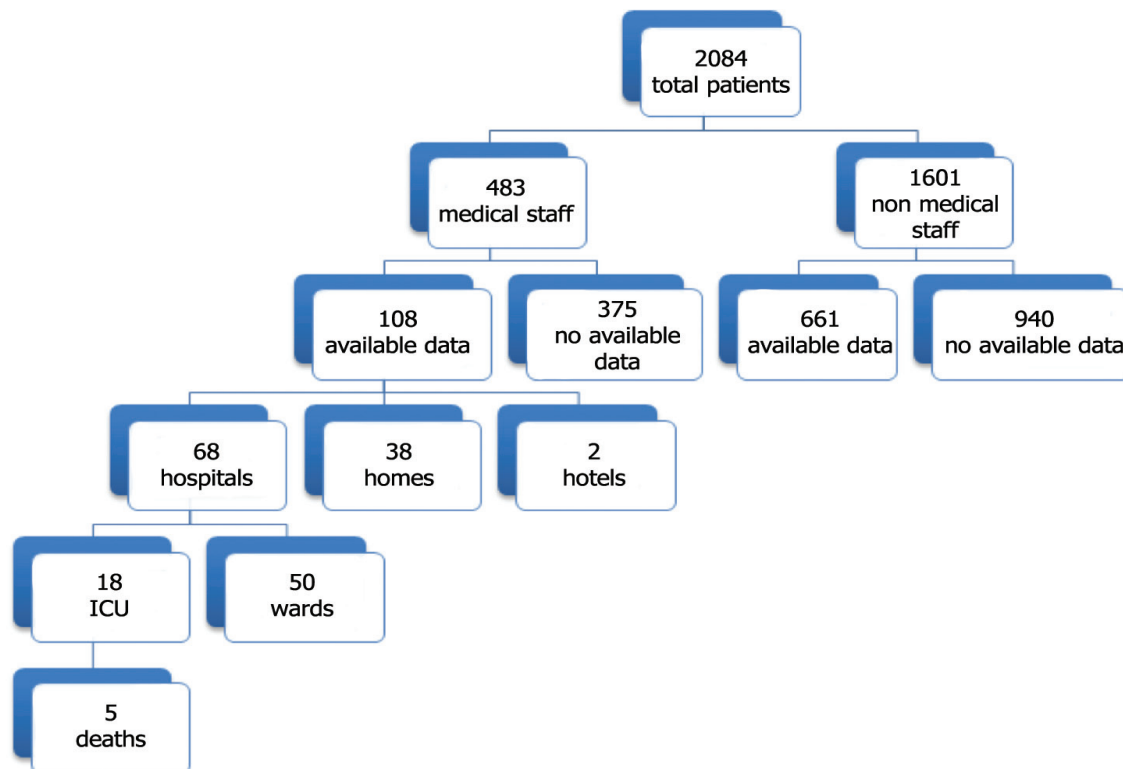 2084
total patients
483
medical staff
1601
non medical
staff
108
available data
375
no available
data
661
available data
940
no available data
68
hospitals
38
homes
2
hotels
18
ICU
50
wards
5
deaths